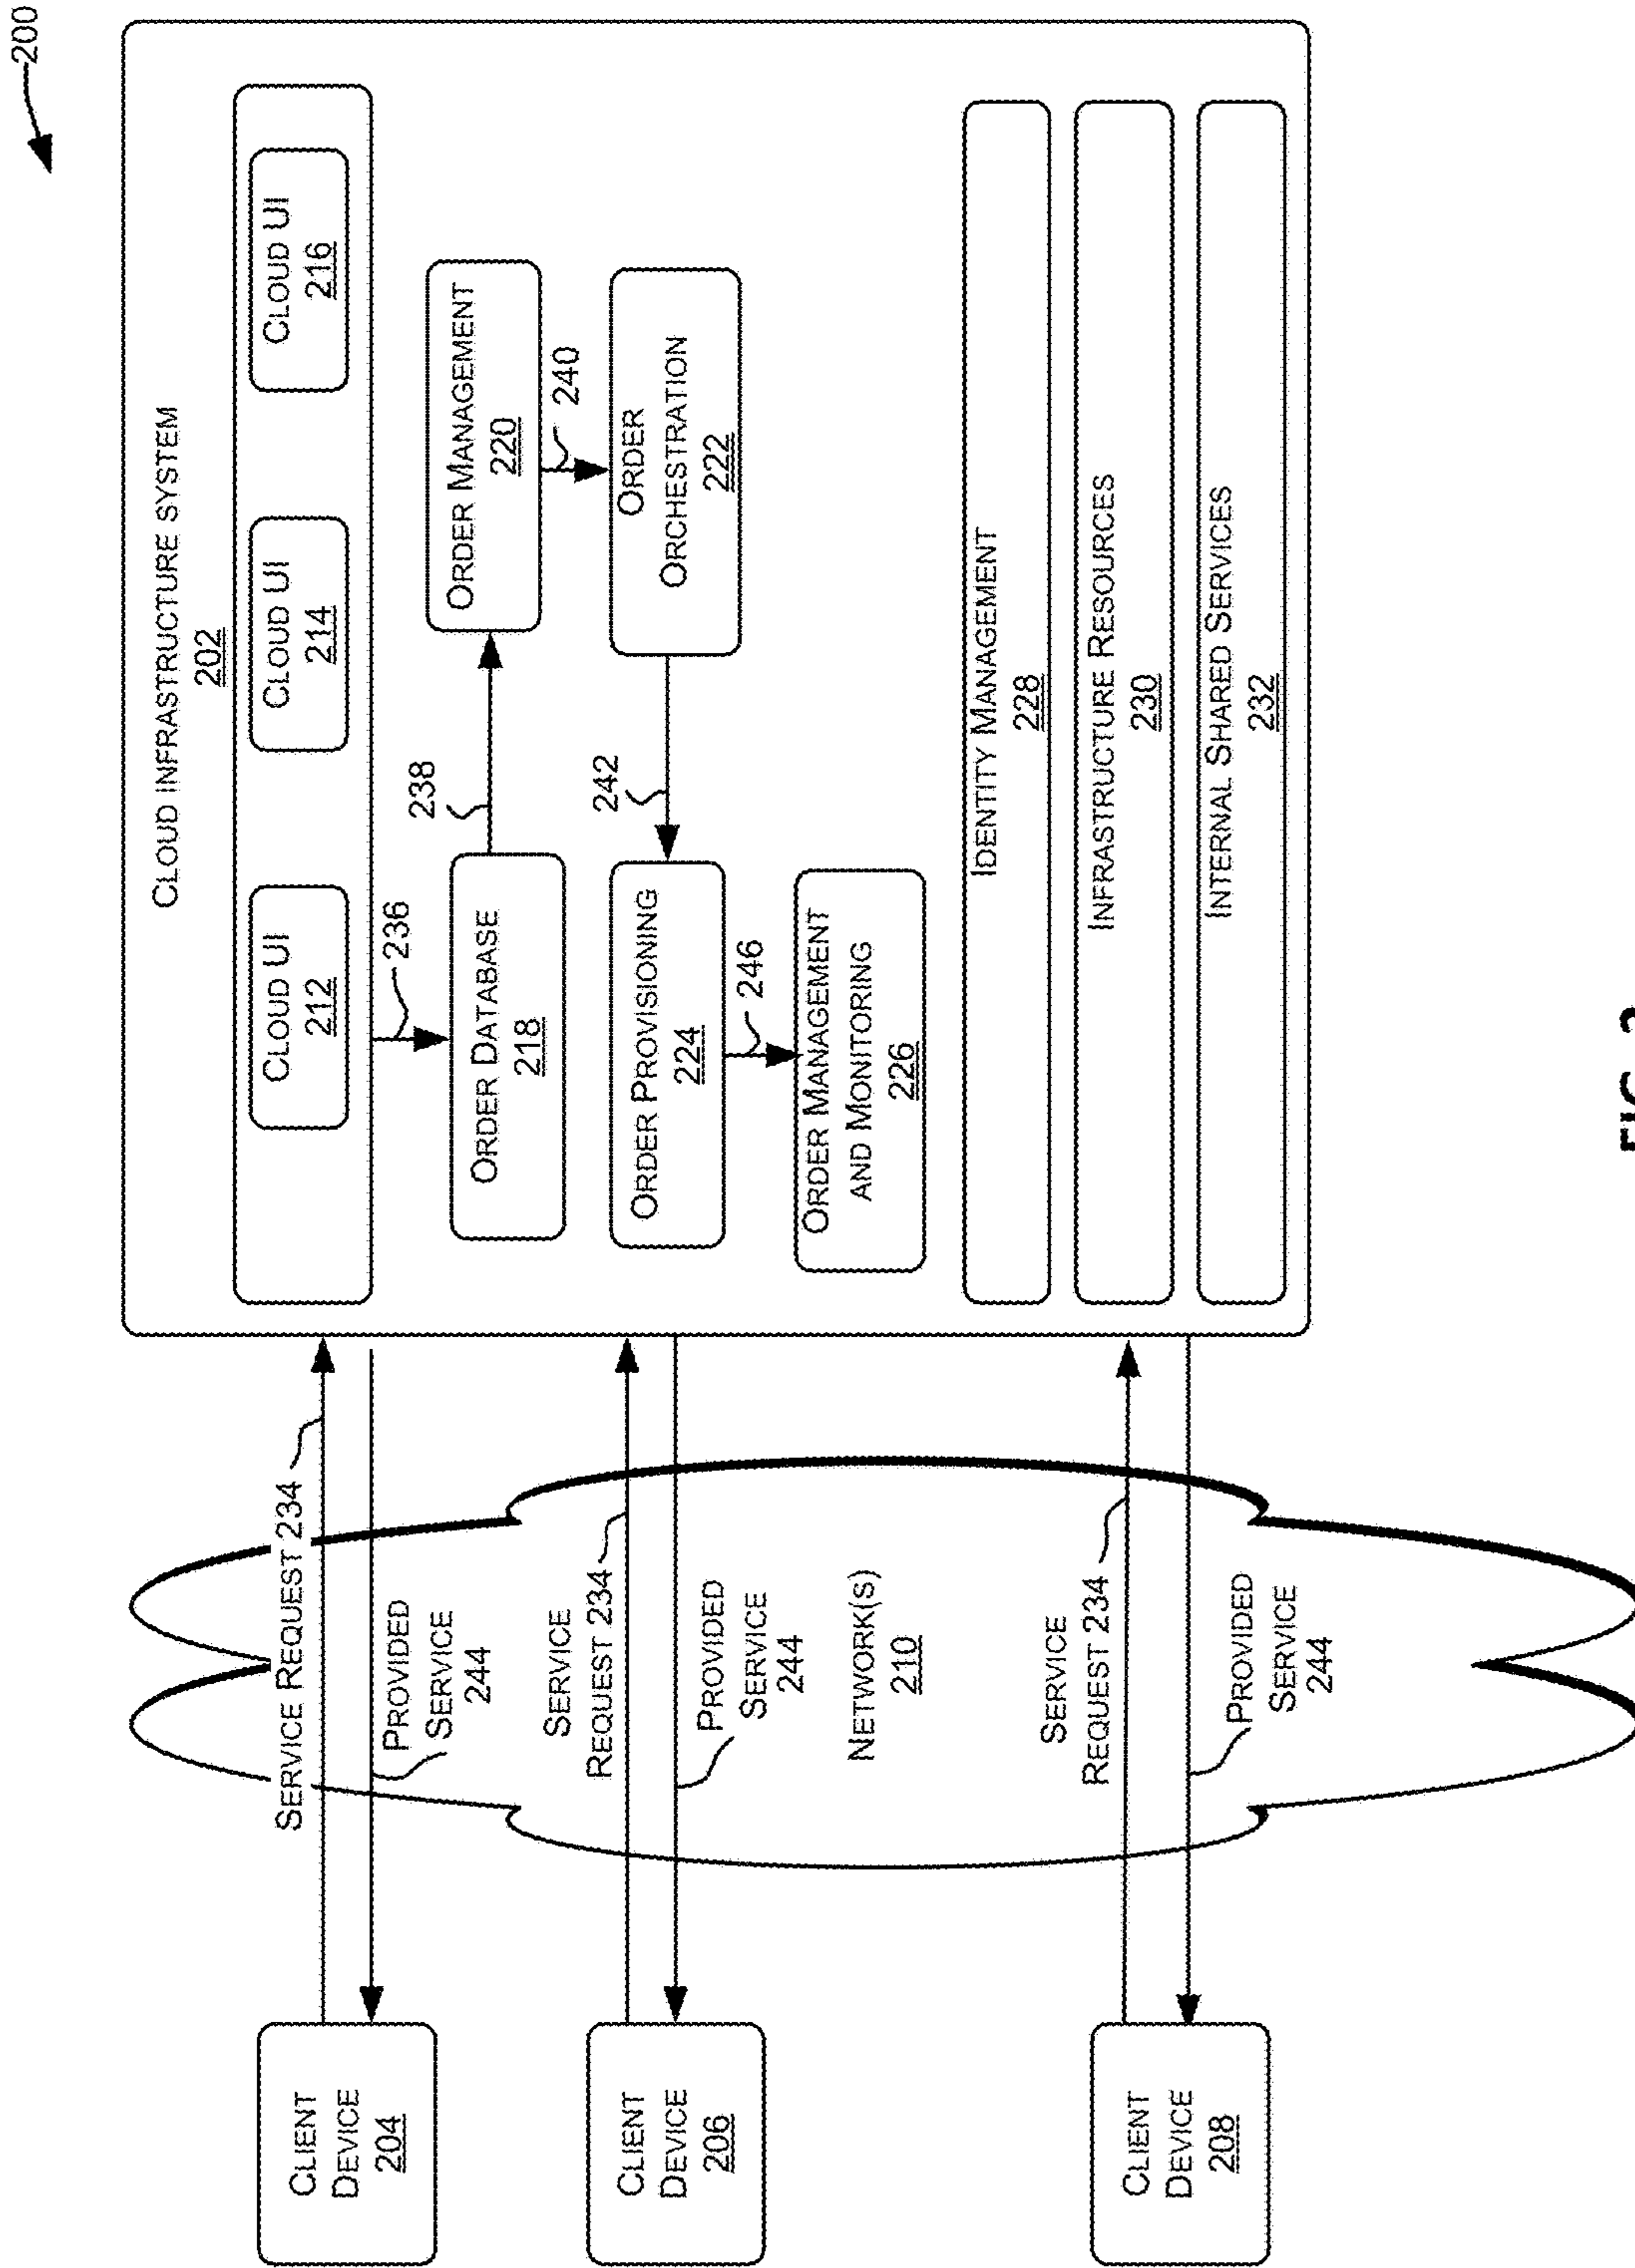 200
CLOUD INFRASTRUCTURE SYSTEM
202
CLOUD UI
212
CLOUD UI
214
CLOUD UI
216
236
ORDER DATABASE
218
238
ORDER MANAGEMENT
220
240
ORDER
ORCHESTRATION
222
242
ORDER PROVISIONING
224
246
ORDER MANAGEMENT
AND MONITORING
226
IDENTITY MANAGEMENT
228
INFRASTRUCTURE RESOURCES
230
INTERNAL SHARED SERVICES
232
SERVICE REQUEST 234
PROVIDED
SERVICE
244
SERVICE
REQUEST 234
PROVIDED
SERVICE
244
NETWORK(S)
210
SERVICE
REQUEST 234
PROVIDED
SERVICE
244
CLIENT
DEVICE
204
CLIENT
DEVICE
206
CLIENT
DEVICE
208
FIG.